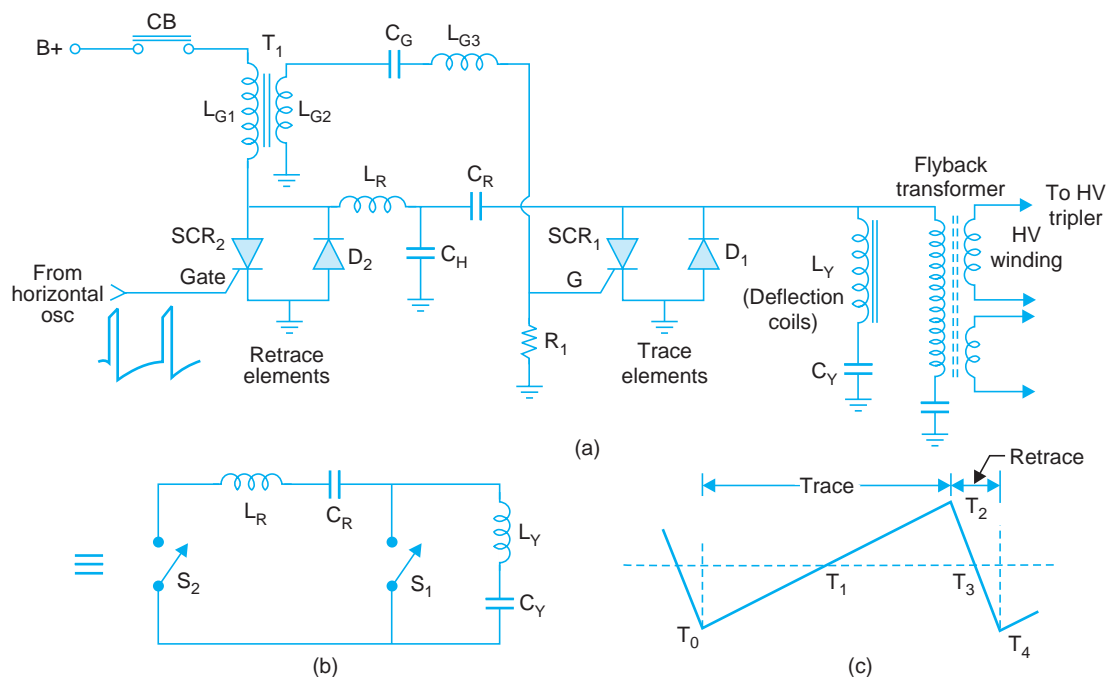 CB
B+
T1
CG
LG3
LG1
LG2
LR
CR
Flyback
transformer
To HV
tripler
HV
winding
SCR2
Gate
D2
CH
SCR1
G
D1
LY
(Deflection
coils)
From
horizontal
osc
Retrace
elements
R1
Trace
elements
CY
(a)
LR
CR
LY
S2
S1
CY
(b)
Trace
Retrace
T2
T1
T3
T0
T4
(c)